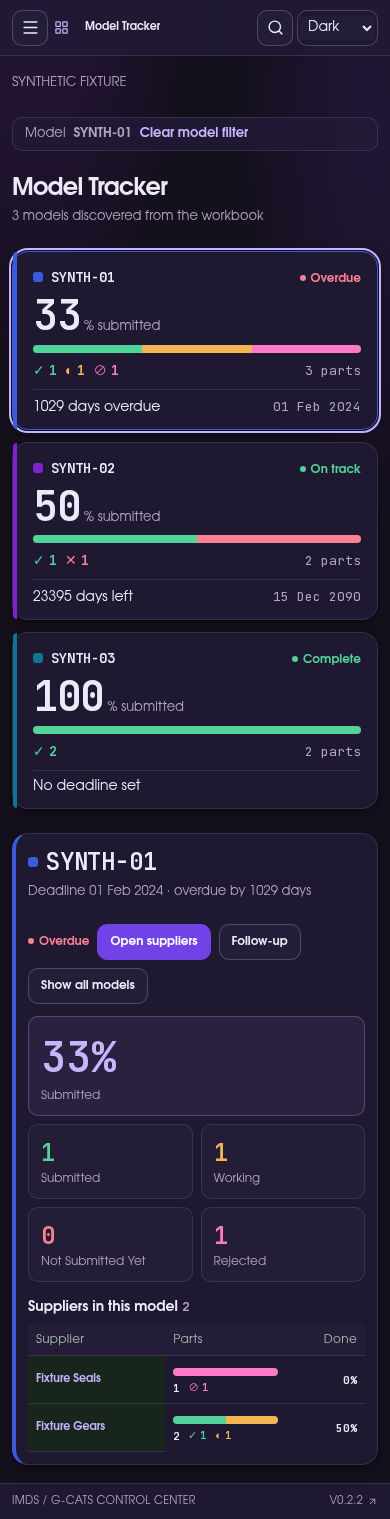 Model Tracker
Dark
SYNTHETIC FIXTURE
Model SYNTH-01 Clear model filter
Model Tracker
3 models discovered from the workbook
SYNTH-01 Overdue
33 % submitted
✓ 1 1 ⊘ 1 3 parts
1029 days overdue 01 Feb 2024
SYNTH-02 On track
50 % submitted
✓ 1 ✕ 1 2 parts
23395 days left 15 Dec 2090
SYNTH-03 Complete
100 % submitted
✓ 2 2 parts
No deadline set
SYNTH-01
Deadline 01 Feb 2024 · overdue by 1029 days
Overdue Open suppliers Follow-up
Show all models
33%
Submitted
1 1
Submitted Working
0 1
Not Submitted Yet Rejected
Suppliers in this model 2
Supplier Parts Done
Fixture Seals 1 ⊘ 1 0%
Fixture Gears 2 ✓ 1 1 50%
IMDS / G-CATS CONTROL CENTER V0.2.2 ↗